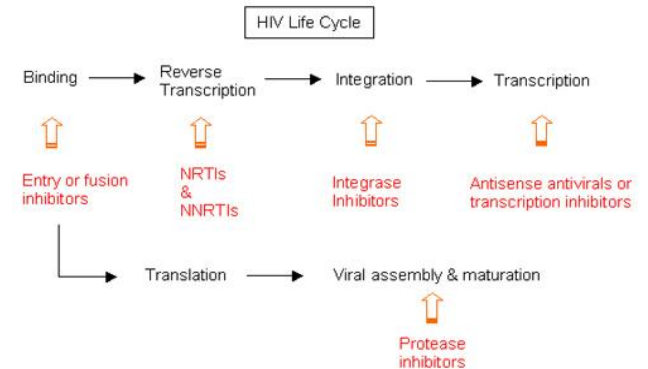 HIV Life Cycle
Binding
Reverse
Transcription
Integration
Transcription
Entry or fusion
inhibitors
NRTIs
&
NNRTIs
Integrase
Inhibitors
Antisense antivirals or
transcription inhibitors
Translation
Viral assembly & maturation
Protease
inhibitors